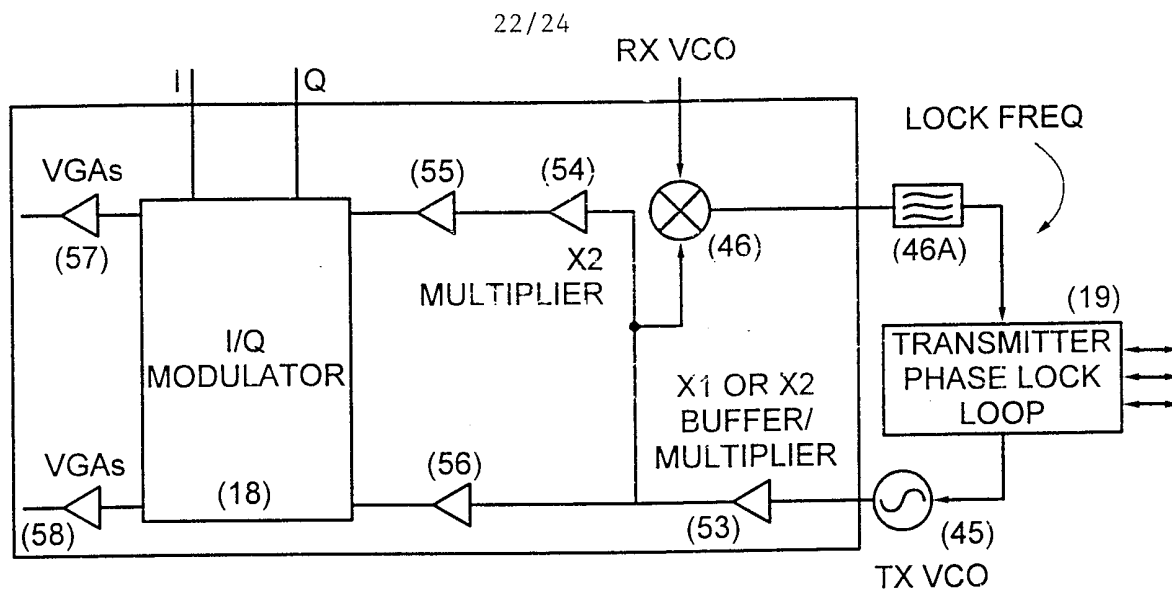 22/24
RX VCO
I
Q
LOCK FREQ
VGAs
(55)
(54)
(57)
(46)
(46A)
X2
MULTIPLIER
(19)
I/Q
MODULATOR
TRANSMITTER
PHASE LOCK
LOOP
X1 OR X2
BUFFER/
MULTIPLIER
VGAs
(56)
(18)
(58)
(53)
(45)
TX VCO